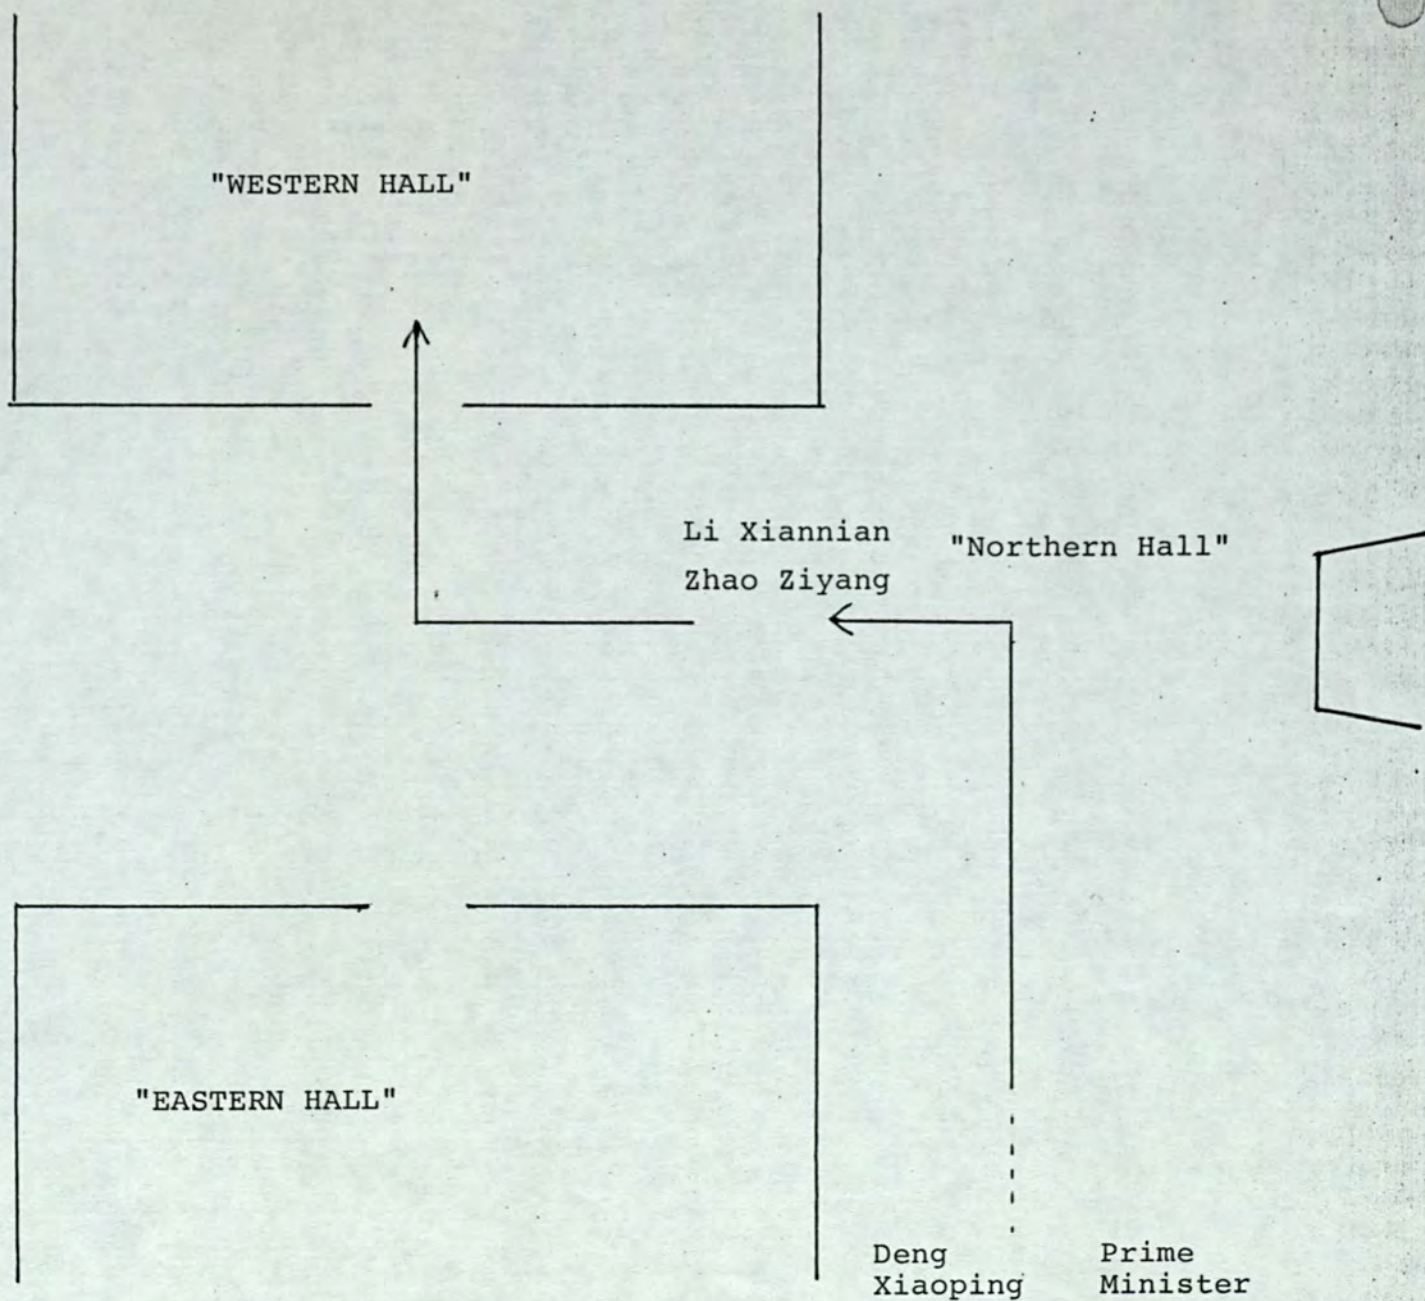 "WESTERN HALL"
Li Xiannian
Zhao Ziyang
"Northern Hall"
"EASTERN HALL"
Deng
Xiaoping
Prime
Minister